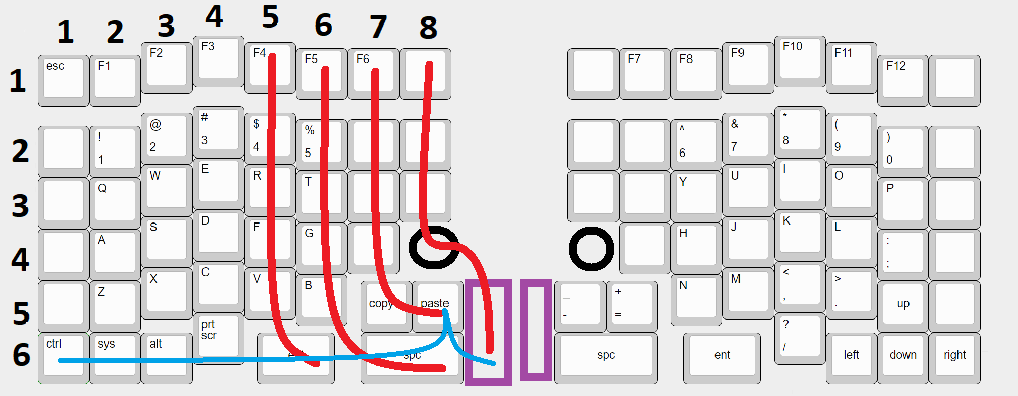 1 2 3 4 5 6 7 8
1 esc F1 F2 F3 F4 F5 F6 F7 F8 F9 F10 F11 F12
2 ! 1 @ 2 # 3 $ 4 % 5 ^ 6 & 7 * 8 ( 9 ) 0
3 Q W E R T Y U I O P
4 A S D F G H J K L : ;
5 Z X C V B copy paste _ - + = N M < , > . up
6 ctrl sys alt prt scr spc spc ent ? / left down right